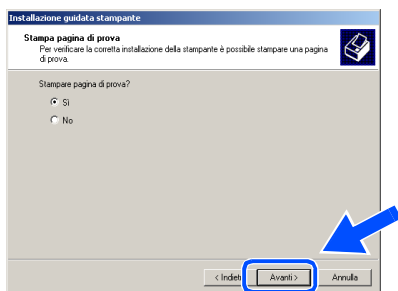 Installazione guidata stampante
Stampa pagina di prova
Per verificare la corretta installazione della stampante è possibile stampare una pagina
di prova.
Stampare pagina di prova?
Sì
No
< Indiet
Avanti >
Annulla